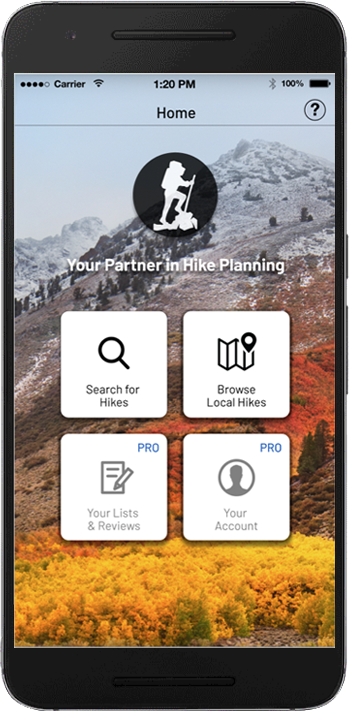 Carrier 1:20 PM 100%
Home ?
Your Partner in Hike Planning
Search for
Hikes
Browse
Local Hikes
PRO
Your Lists
& Reviews
PRO
Your
Account